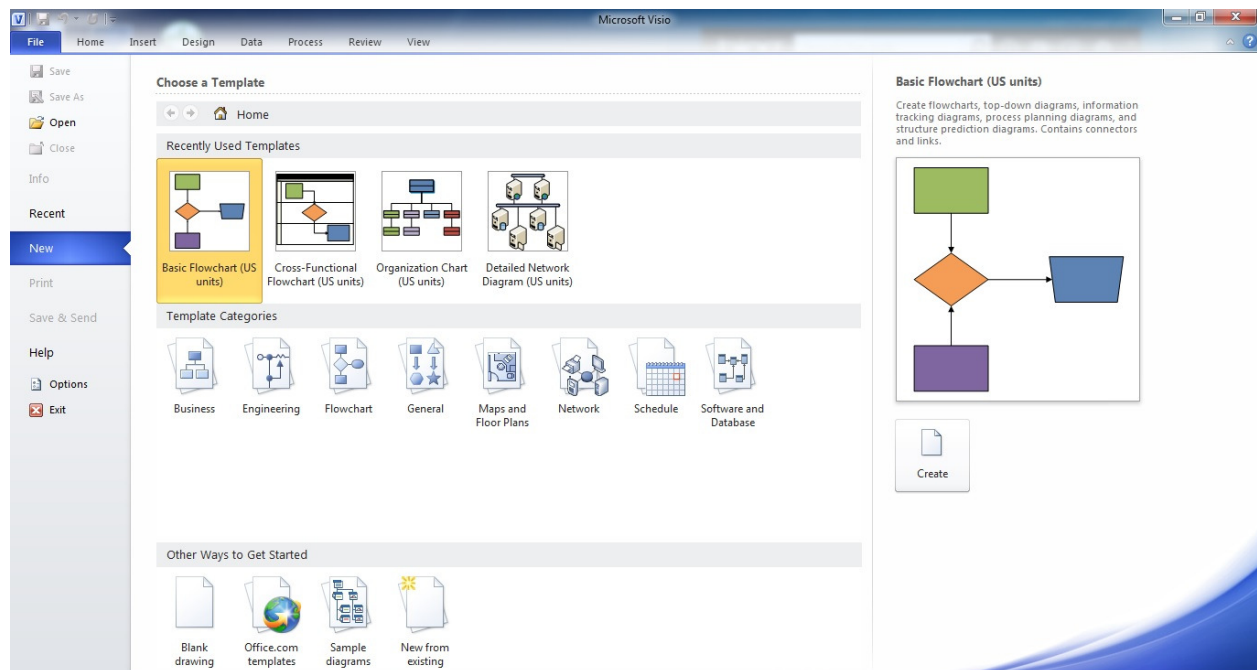 Microsoft Visio
File Home Insert Design Data Process Review View
Save
Save As
Open
Close
Info
Recent
New
Print
Save & Send
Help
Options
Exit
Choose a Template
Home
Recently Used Templates
Basic Flowchart (US
units)
Cross-Functional
Flowchart (US units)
Organization Chart
(US units)
Detailed Network
Diagram (US units)
Template Categories
Business
Engineering
Flowchart
General
Maps and
Floor Plans
Network
Schedule
Software and
Database
Other Ways to Get Started
Blank
drawing
Office.com
templates
Sample
diagrams
New from
existing
Basic Flowchart (US units)
Create flowcharts, top-down diagrams, information
tracking diagrams, process planning diagrams, and
structure prediction diagrams. Contains connectors
and links.
Create